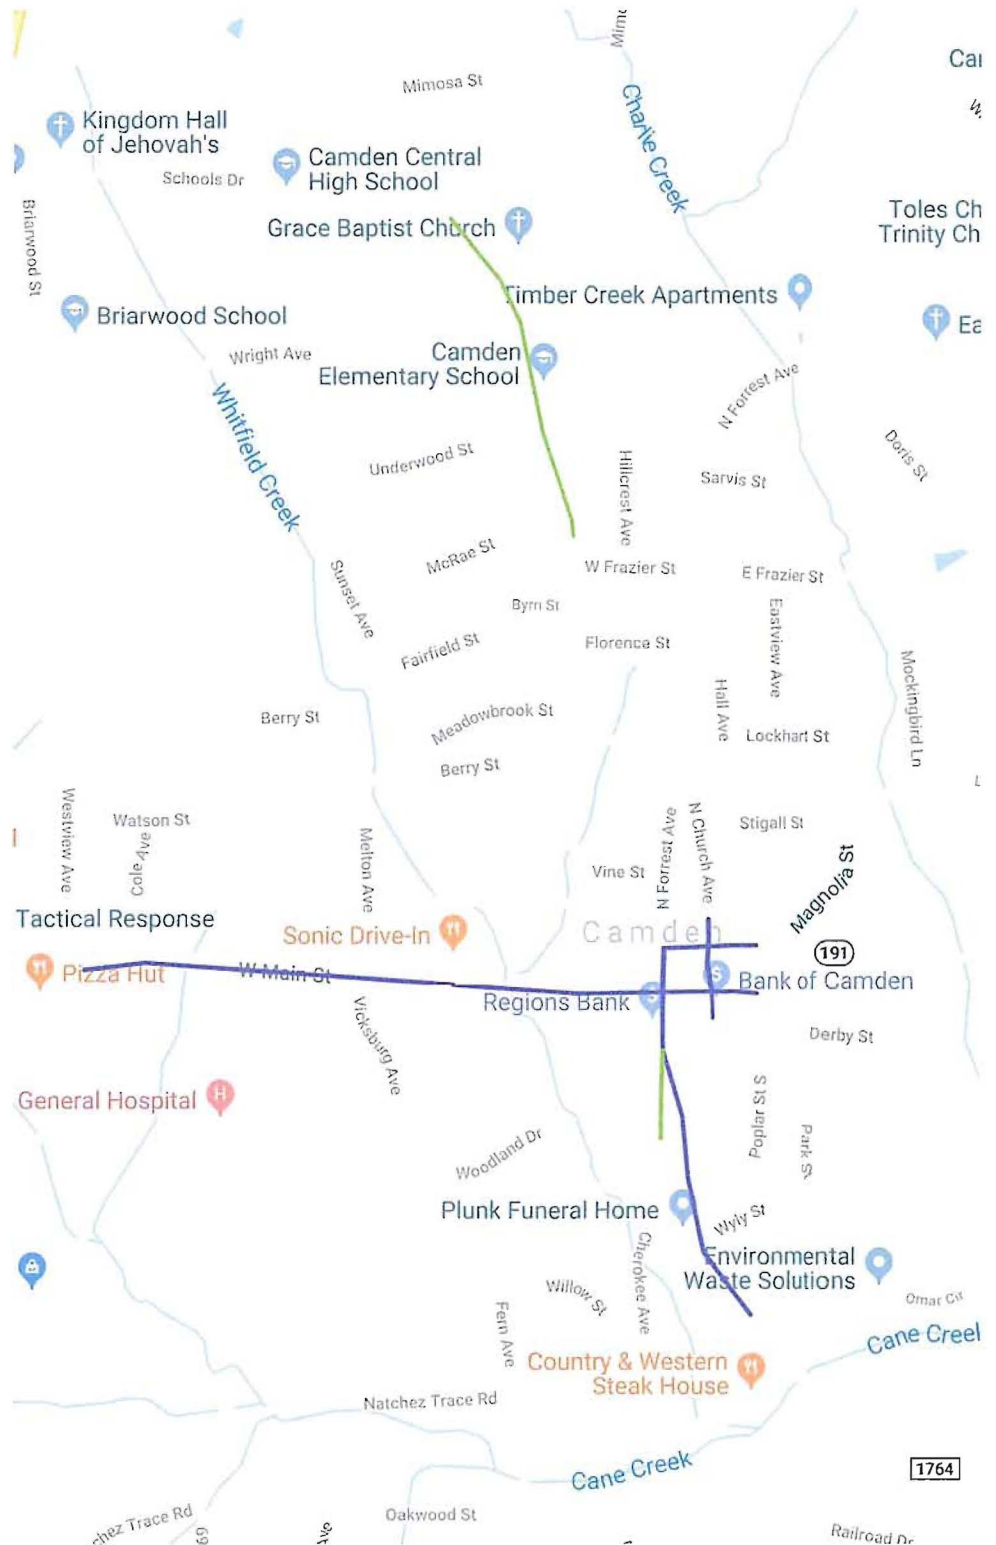 Mimosa St
Charlie Creek
Kingdom Hall
of Jehovah's
Camden Central
High School
Schools Dr
Briarwood St
Grace Baptist Church
Toles Ch
Trinity Ch
Timber Creek Apartments
Briarwood School
Wright Ave
Camden
Elementary School
N Forrest Ave
Whitfield Creek
Underwood St
Hillcrest Ave
Sarvis St
Doris St
McRae St
Sunset Ave
W Frazier St
E Frazier St
Byrn St
Eastview Ave
Fairfield St
Florence St
Mockingbird Ln
Hall Ave
Berry St
Meadowbrook St
Lockhart St
Berry St
Westview Ave
Watson St
Cole Ave
Melton Ave
N Forrest Ave
N Church Ave
Stigall St
Vine St
Magnolia St
Tactical Response
Sonic Drive-In
Camden
191
Pizza Hut
W Main St
Bank of Camden
Regions Bank
Vicksburg Ave
Derby St
General Hospital
H
Poplar St S
Park St
Woodland Dr
Plunk Funeral Home
Wyly St
Cherokee Ave
Environmental
Waste Solutions
Willow St
Omar Cir
Fern Ave
Cane Creek
Country & Western
Steak House
Natchez Trace Rd
Cane Creek
1764
chez Trace Rd
69
Ave
Oakwood St
Railroad Dr